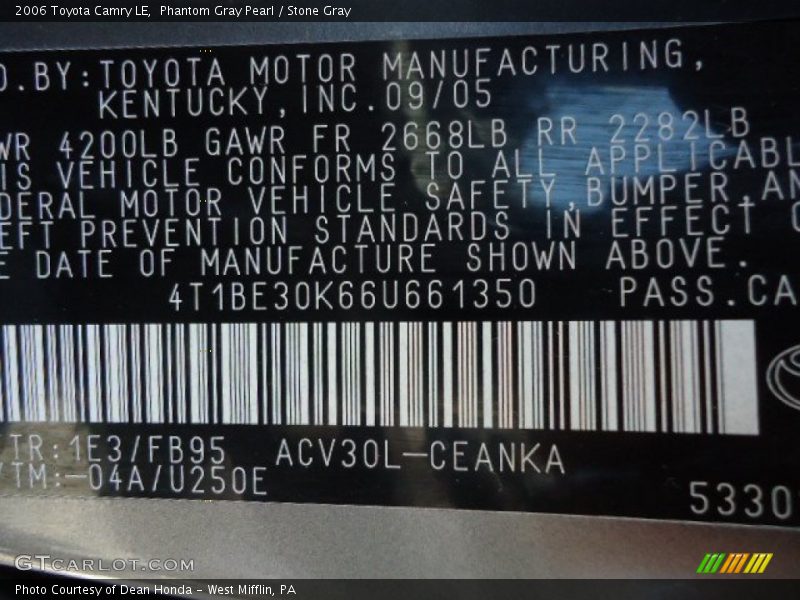 2006 Toyota Camry LE, Phantom Gray Pearl / Stone Gray
D.BY:TOYOTA MOTOR MANUFACTURING,
KENTUCKY,INC.09/05
WR 4200LB GAWR FR 2668LB RR 2282LB
IS VEHICLE CONFORMS TO ALL APPLICABL
DERAL MOTOR VEHICLE SAFETY,BUMPER,AN
EFT PREVENTION STANDARDS IN EFFECT O
E DATE OF MANUFACTURE SHOWN ABOVE.
4T1BE30K66U661350 PASS.CA
TR:1E3/FB95 ACV30L-CEANKA
/TM:-04A/U250E
5330
GTCARLOT.COM
Photo Courtesy of Dean Honda - West Mifflin, PA